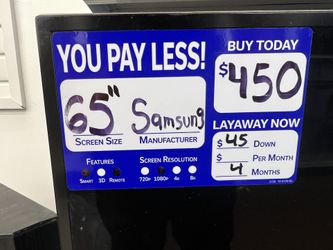 YOU PAY LESS!
65" Samsung
SCREEN SIZE MANUFACTURER
FEATURES
SMART 3D REMOTE
SCREEN RESOLUTION
720P 1080P 4K 8K
BUY TODAY
$450
LAYAWAY NOW
$45 DOWN
$ PER MONTH
4 MONTHS